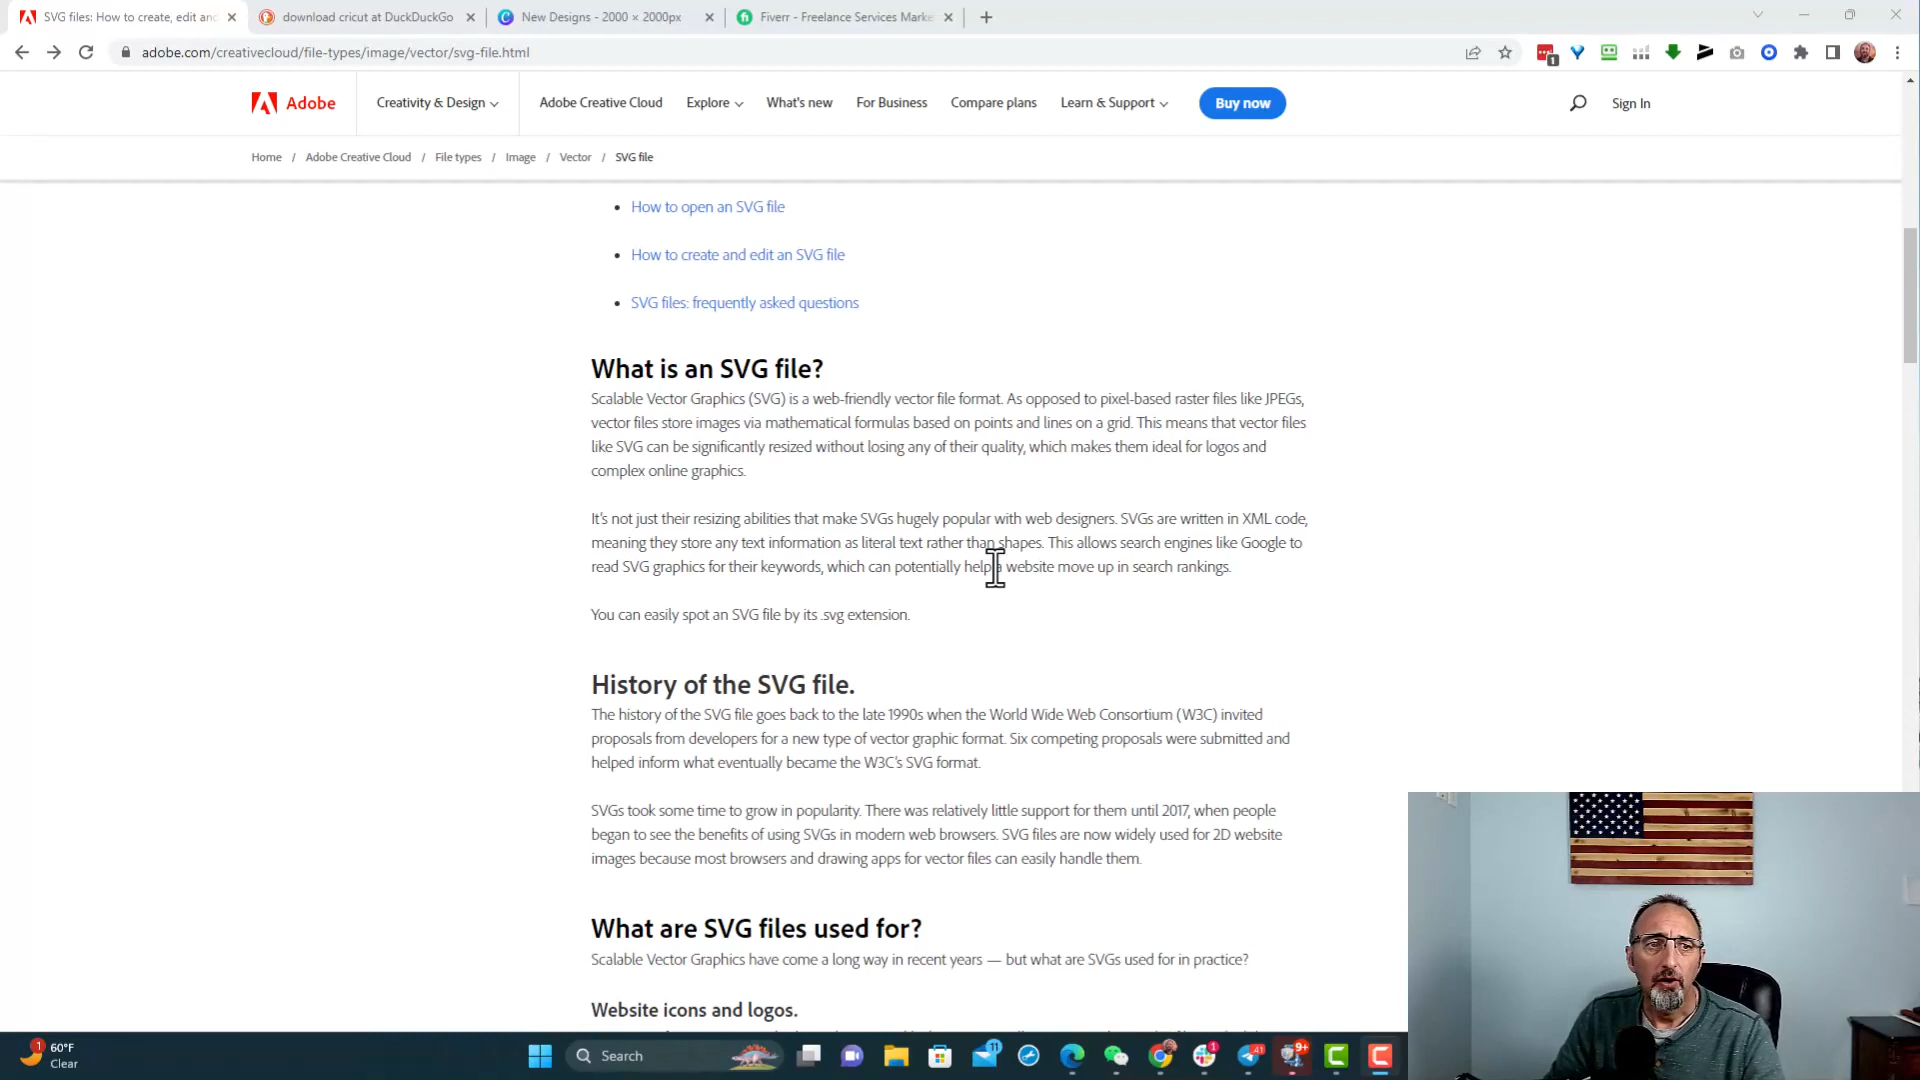 SVG files: How to create, edit and
download cricut at DuckDuckGo
New Designs - 2000 × 2000px
Fiverr - Freelance Services Marke
adobe.com/creativecloud/file-types/image/vector/svg-file.html
1
Adobe
Creativity & Design
Adobe Creative Cloud
Explore
What's new
For Business
Compare plans
Learn & Support
Buy now
Sign In
Home / Adobe Creative Cloud / File types / Image / Vector / SVG file
• How to open an SVG file
• How to create and edit an SVG file
• SVG files: frequently asked questions
What is an SVG file?
Scalable Vector Graphics (SVG) is a web-friendly vector file format. As opposed to pixel-based raster files like JPEGs,
vector files store images via mathematical formulas based on points and lines on a grid. This means that vector files
like SVG can be significantly resized without losing any of their quality, which makes them ideal for logos and
complex online graphics.
It's not just their resizing abilities that make SVGs hugely popular with web designers. SVGs are written in XML code,
meaning they store any text information as literal text rather than shapes. This allows search engines like Google to
read SVG graphics for their keywords, which can potentially help a website move up in search rankings.
You can easily spot an SVG file by its .svg extension.
History of the SVG file.
The history of the SVG file goes back to the late 1990s when the World Wide Web Consortium (W3C) invited
proposals from developers for a new type of vector graphic format. Six competing proposals were submitted and
helped inform what eventually became the W3C's SVG format.
SVGs took some time to grow in popularity. There was relatively little support for them until 2017, when people
began to see the benefits of using SVGs in modern web browsers. SVG files are now widely used for 2D website
images because most browsers and drawing apps for vector files can easily handle them.
What are SVG files used for?
Scalable Vector Graphics have come a long way in recent years — but what are SVGs used for in practice?
Website icons and logos.
1
60°F
Clear
Search
11
1
41
9+